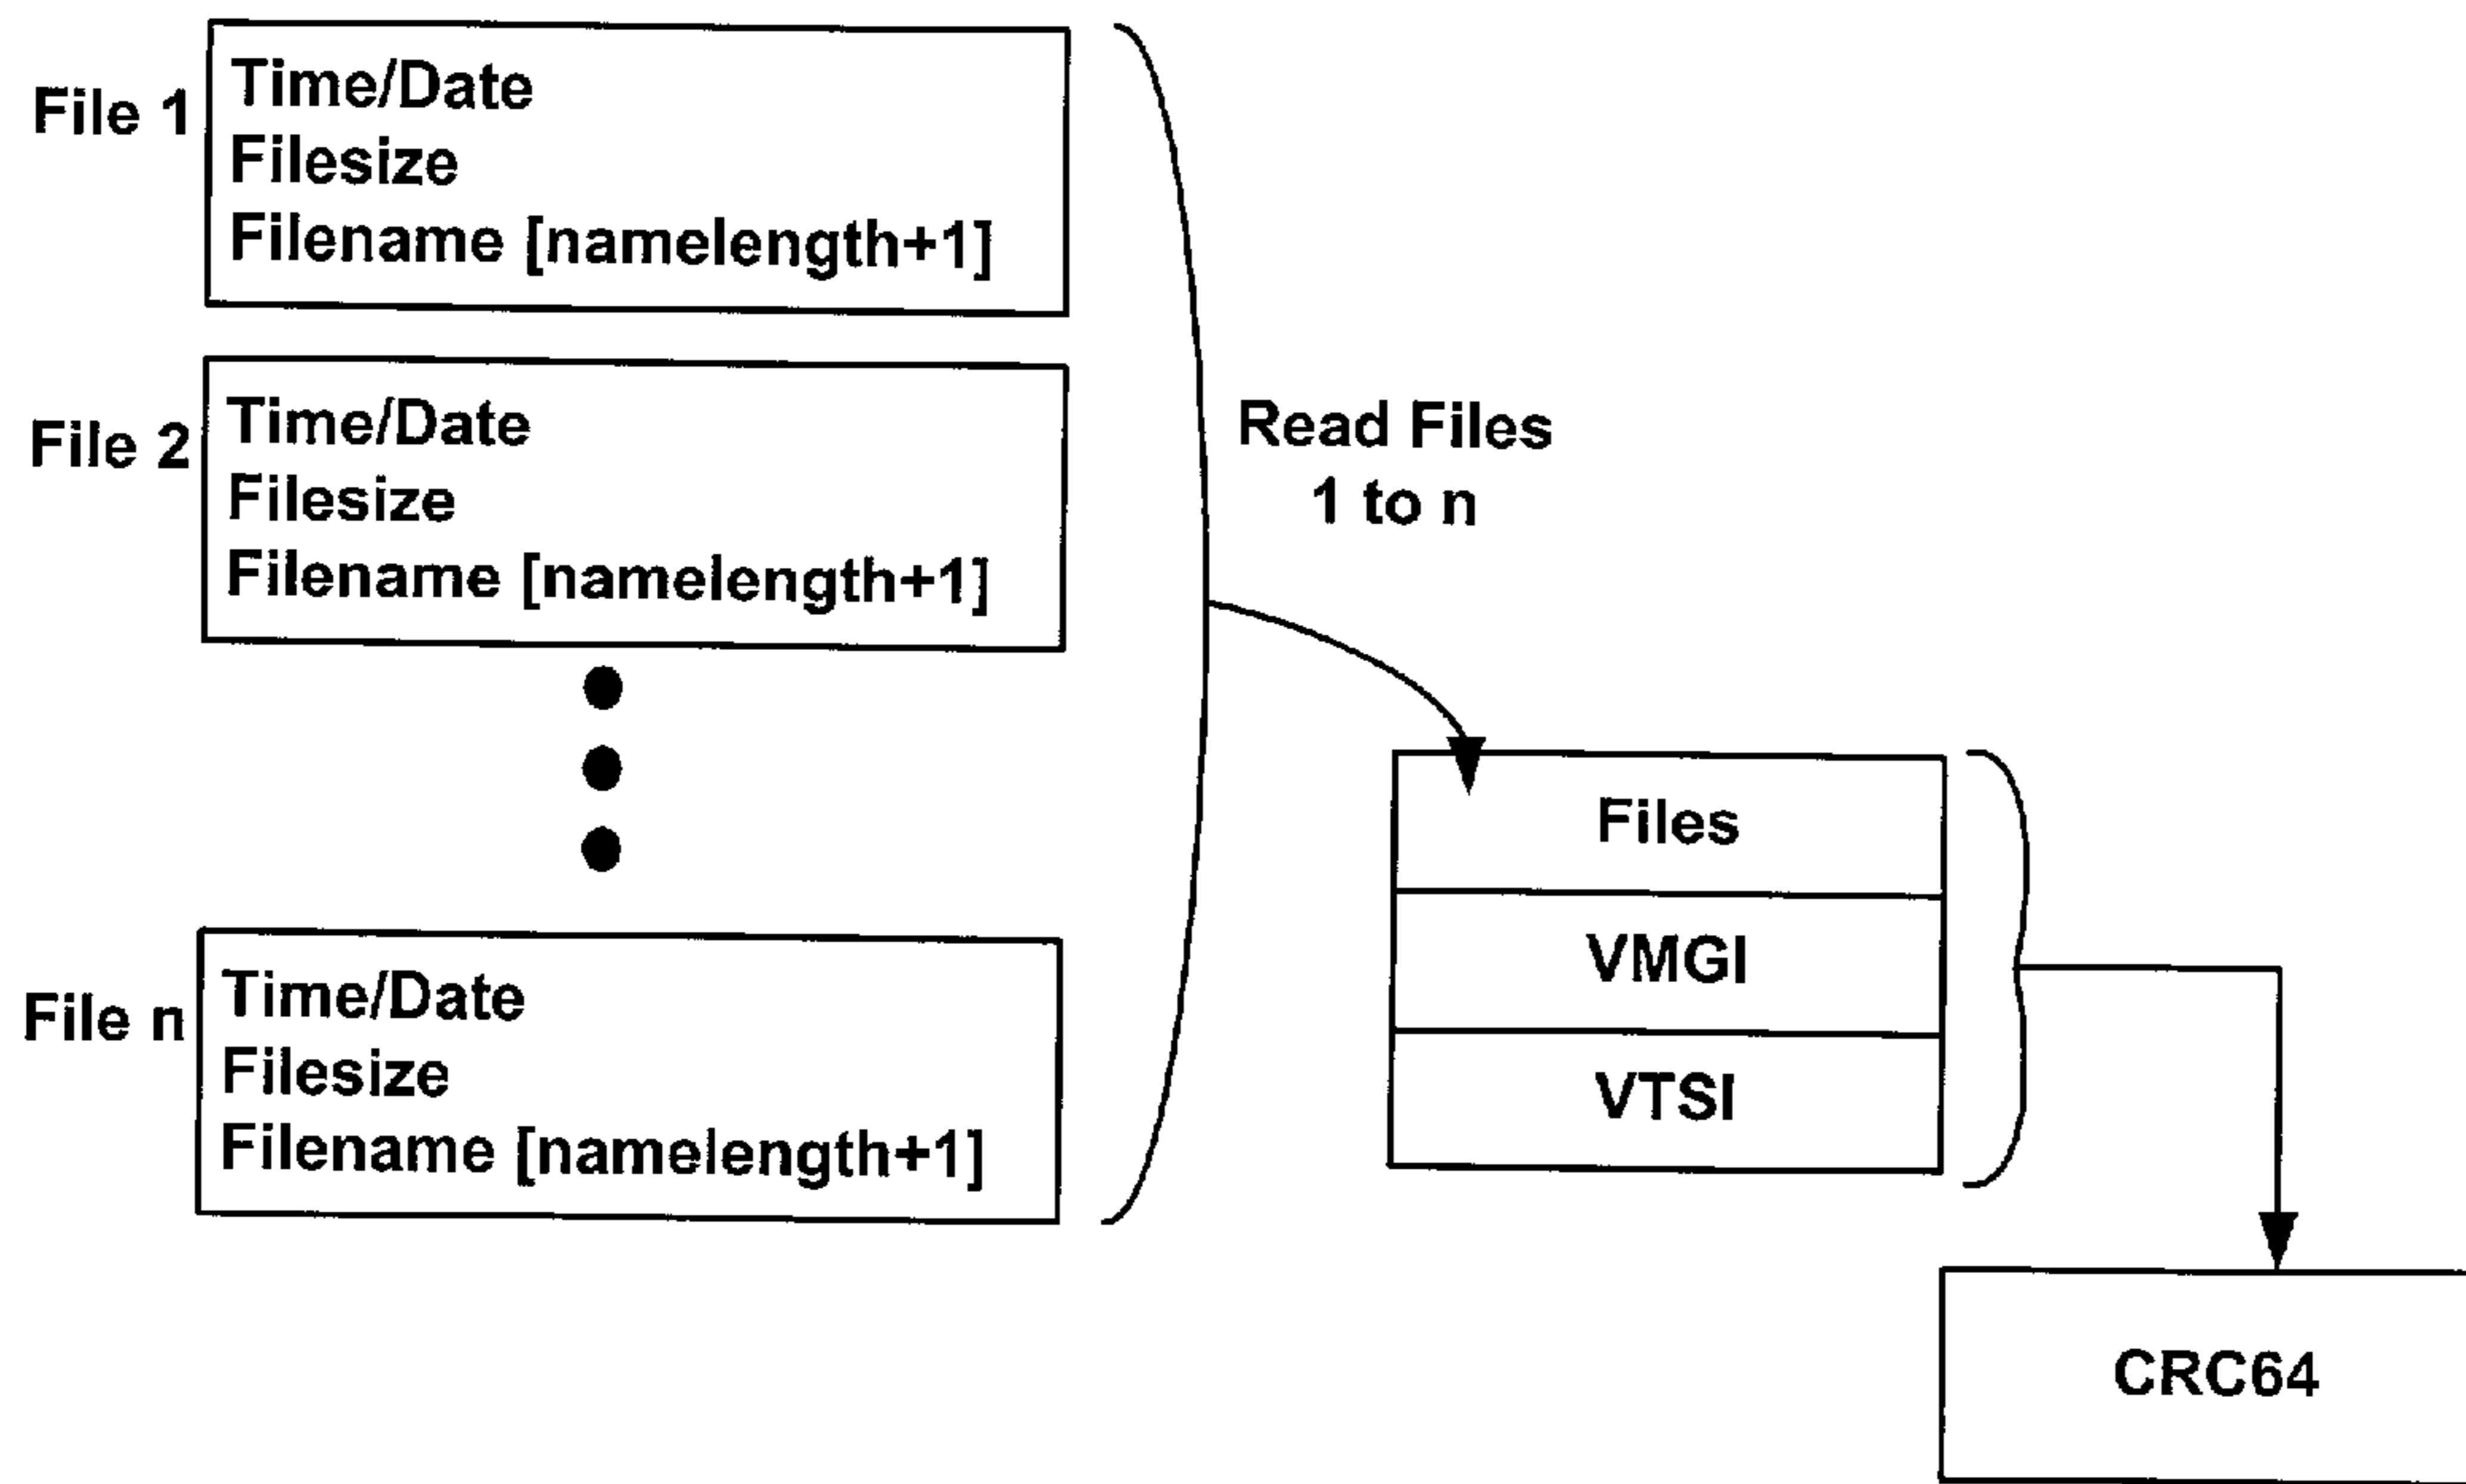 File 1
Time/Date
Filesize
Filename [namelength+1]
File 2
Time/Date
Filesize
Filename [namelength+1]
Read Files
1 to n
File n
Time/Date
Filesize
Filename [namelength+1]
Files
VMGI
VTSI
CRC64